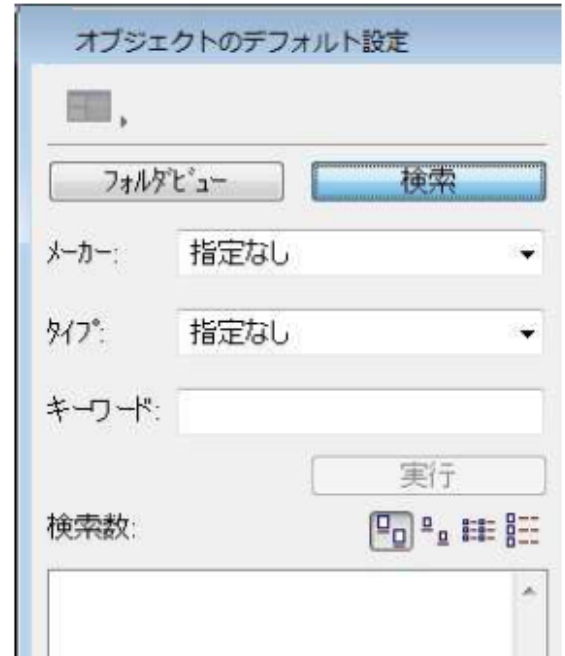 オブジェクトのデフォルト設定
フォルダビュー 検索
メーカー: 指定なし
タイプ: 指定なし
キーワード:
実行
検索数: